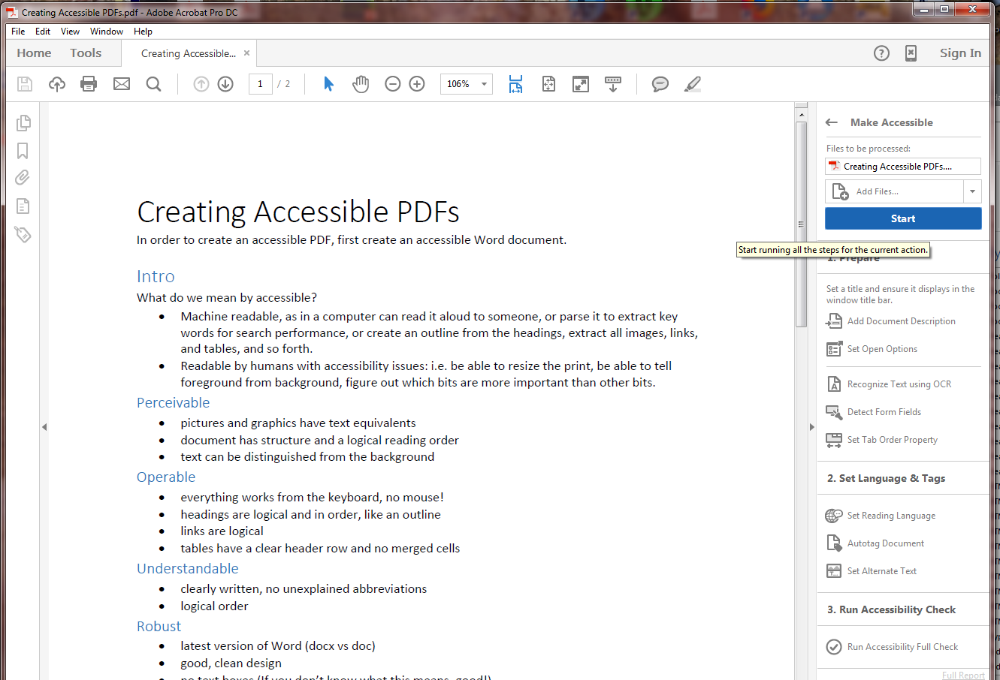 Creating Accessible PDFs.pdf - Adobe Acrobat Pro DC
File Edit View Window Help
Home Tools Creating Accessible... × Sign In
1 / 2 106%
Creating Accessible PDFs
In order to create an accessible PDF, first create an accessible Word document.
Intro
What do we mean by accessible?
• Machine readable, as in a computer can read it aloud to someone, or parse it to extract key
words for search performance, or create an outline from the headings, extract all images, links,
and tables, and so forth.
• Readable by humans with accessibility issues: i.e. be able to resize the print, be able to tell
foreground from background, figure out which bits are more important than other bits.
Perceivable
• pictures and graphics have text equivalents
• document has structure and a logical reading order
• text can be distinguished from the background
Operable
• everything works from the keyboard, no mouse!
• headings are logical and in order, like an outline
• links are logical
• tables have a clear header row and no merged cells
Understandable
• clearly written, no unexplained abbreviations
• logical order
Robust
• latest version of Word (docx vs doc)
• good, clean design
• no text boxes (If you don't know what this means, good!)
Make Accessible
Files to be processed:
Creating Accessible PDFs....
Add Files...
Start
Start running all the steps for the current action.
1. Prepare
Set a title and ensure it displays in the
window title bar.
Add Document Description
Set Open Options
Recognize Text using OCR
Detect Form Fields
Set Tab Order Property
2. Set Language & Tags
Set Reading Language
Autotag Document
Set Alternate Text
3. Run Accessibility Check
Run Accessibility Full Check
Full Report